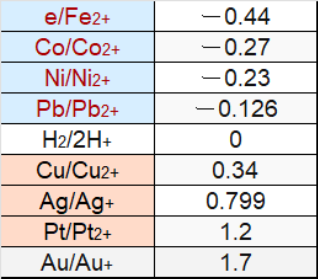 e/Fe2+ —0.44
Co/Co2+ —0.27
Ni/Ni2+ —0.23
Pb/Pb2+ —0.126
H2/2H+ 0
Cu/Cu2+ 0.34
Ag/Ag+ 0.799
Pt/Pt2+ 1.2
Au/Au+ 1.7